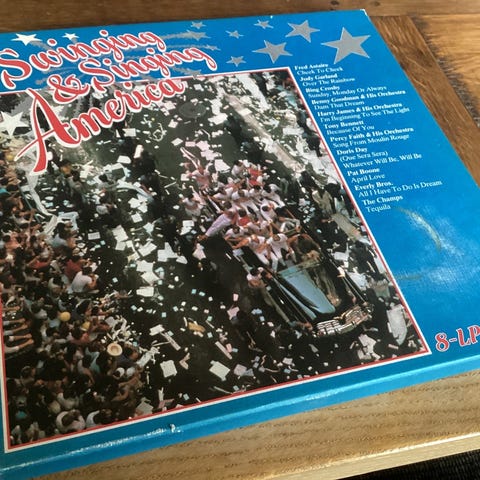 Swinging
& Singing
America
Fred Astaire
Cheek To Cheek
Judy Garland
Over The Rainbow
Bing Crosby
Sunday, Monday Or Always
Benny Goodman & His Orchestra
Darn That Dream
Harry James & His Orchestra
I'm Beginning To See The Light
Tony Bennett
Because Of You
Percy Faith & His Orchestra
Song From Moulin Rouge
Doris Day
(Que Sera Sera)
Whatever Will Be, Will Be
Pat Boone
April Love
Everly Bros.
All I Have To Do Is Dream
The Champs
Tequila
8-LP